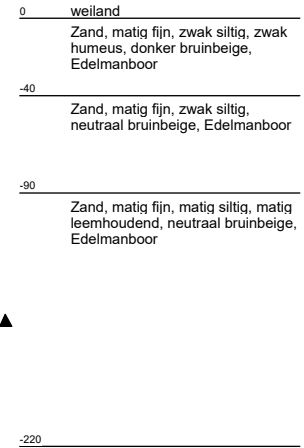 0 weiland
Zand, matig fijn, zwak siltig, zwak
humeus, donker bruinbeige,
Edelmanboor
-40
Zand, matig fijn, zwak siltig,
neutraal bruinbeige, Edelmanboor
-90
Zand, matig fijn, matig siltig, matig
leemhoudend, neutraal bruinbeige,
Edelmanboor
-220